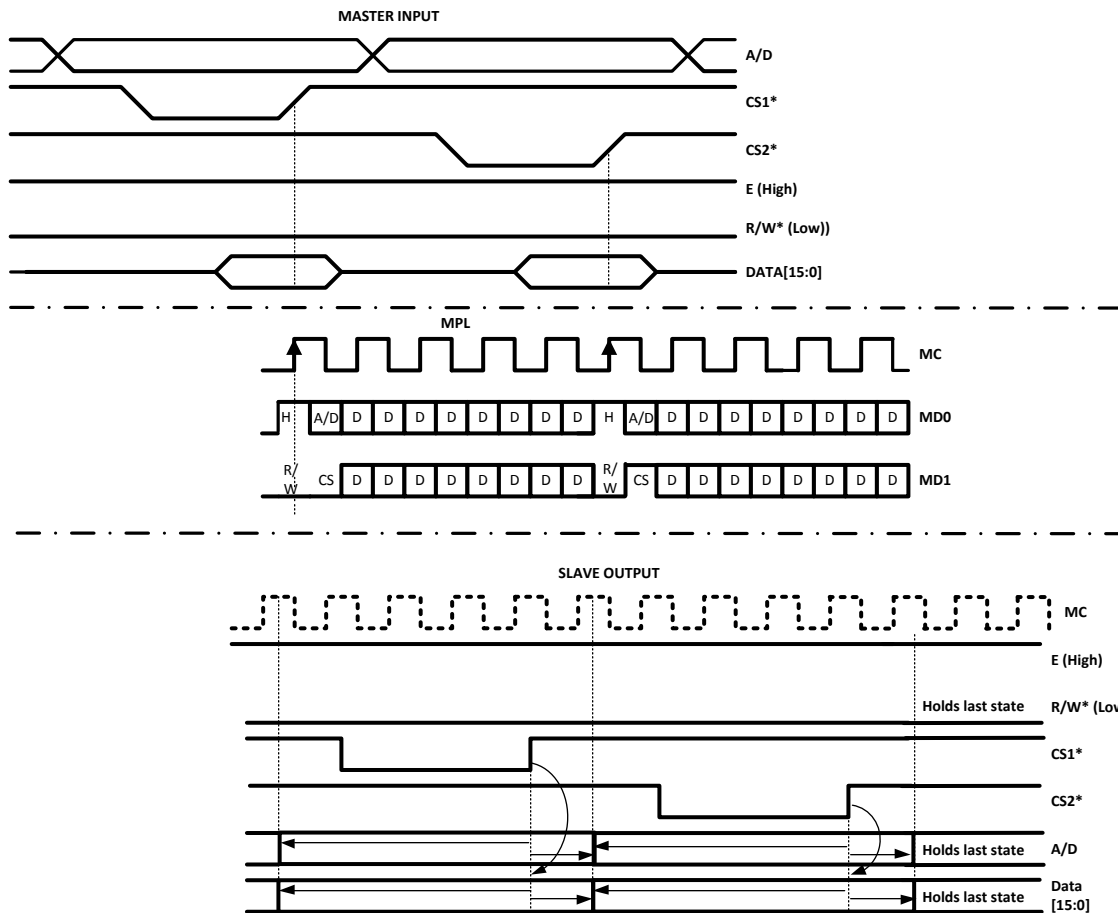 MASTER INPUT
A/D
CS1*
CS2*
E (High)
R/W* (Low))
DATA[15:0]
MPL
MC
H A/D D D D D D D D D H A/D D D D D D D D D MD0
R/
W CS D D D D D D D D R/
W CS D D D D D D D D MD1
SLAVE OUTPUT
MC
E (High)
Holds last state R/W* (Low
CS1*
CS2*
Holds last state A/D
Holds last state Data
[15:0]